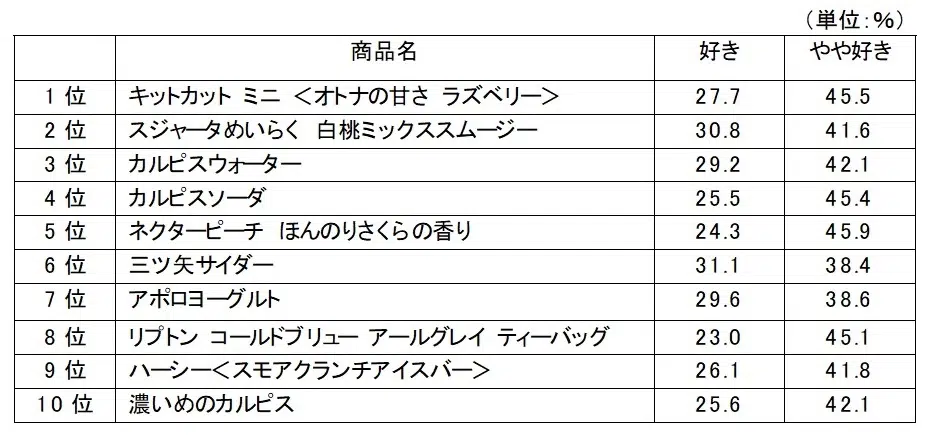 （単位：％）
商品名 好き やや好き
1 位 キットカット ミニ ＜オトナの甘さ ラズベリー＞ 27.7 45.5
2 位 スジャータめいらく 白桃ミックススムージー 30.8 41.6
3 位 カルピスウォーター 29.2 42.1
4 位 カルピスソーダ 25.5 45.4
5 位 ネクターピーチ ほんのりさくらの香り 24.3 45.9
6 位 三ツ矢サイダー 31.1 38.4
7 位 アポロヨーグルト 29.6 38.6
8 位 リプトン コールドブリュー アールグレイ ティーバッグ 23.0 45.1
9 位 ハーシー＜スモアクランチアイスバー＞ 26.1 41.8
10 位 濃いめのカルピス 25.6 42.1